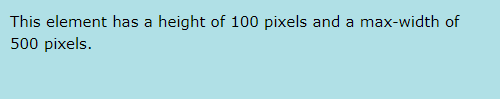 This element has a height of 100 pixels and a max-width of
500 pixels.